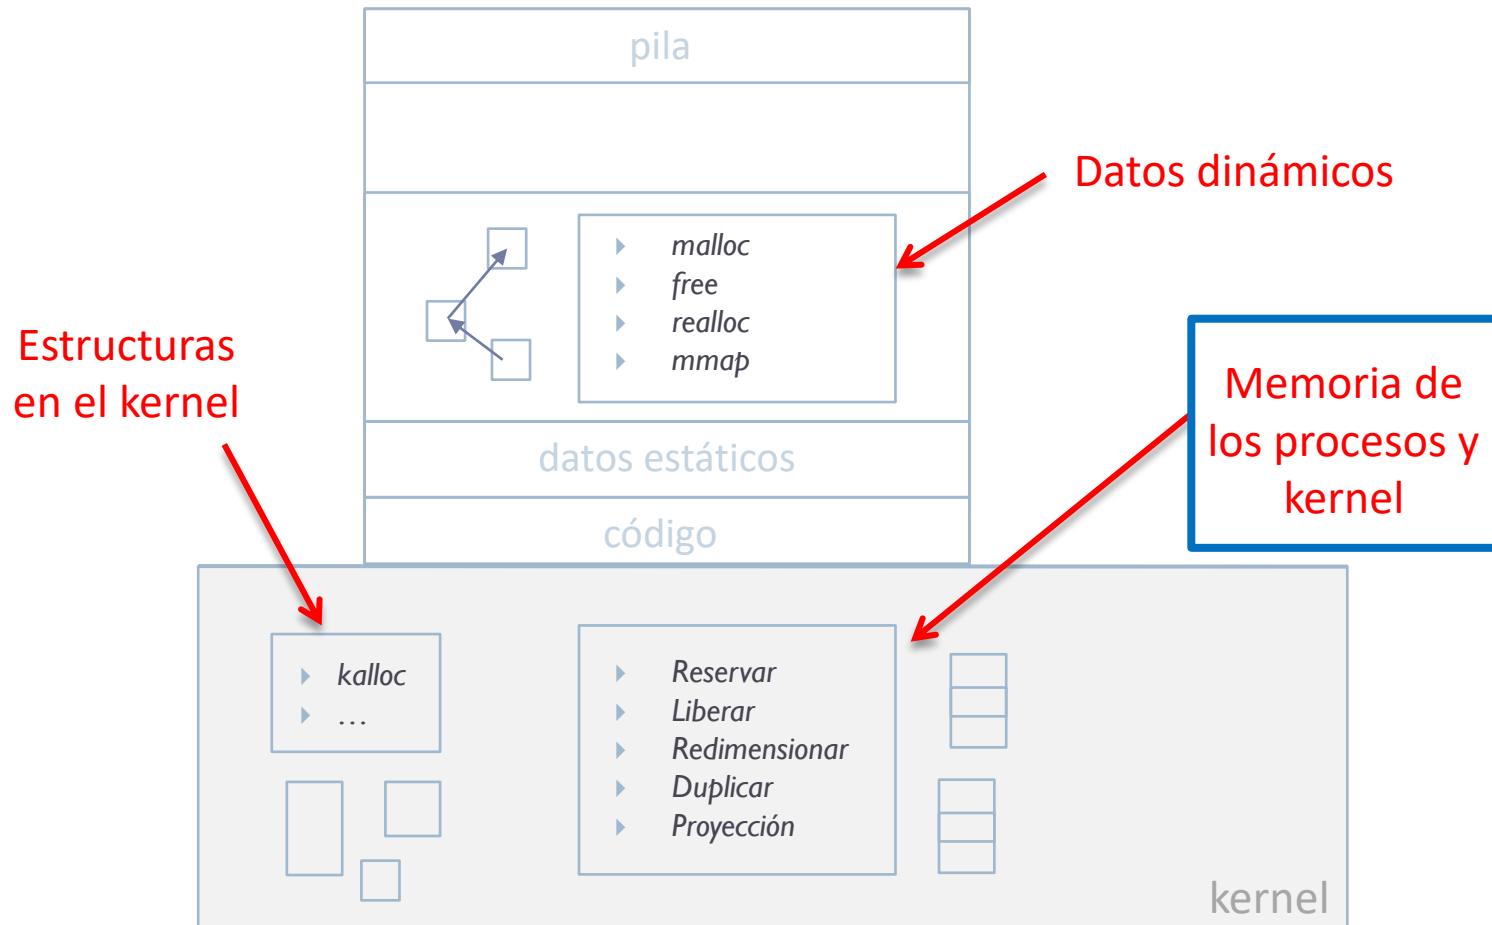 pila
Datos dinámicos
malloc
free
realloc
mmap
Estructuras
en el kernel
Memoria de
los procesos y
kernel
datos estáticos
código
kalloc
...
Reservar
Liberar
Redimensionar
Duplicar
Proyección
kernel